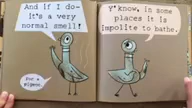 And if I do-
it's a very
normal smell!
For a
pigeon.
Y'know, in some
places it is
impolite to bathe.